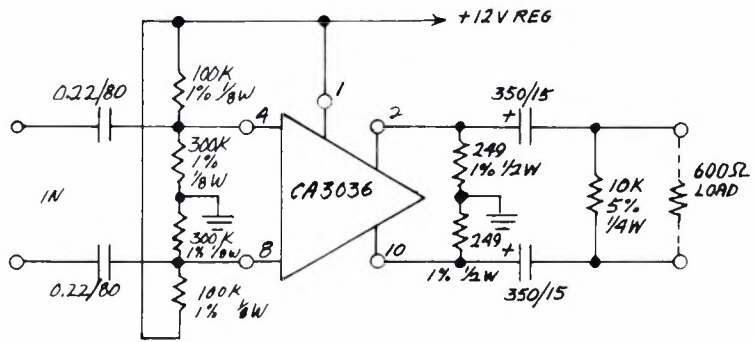 +12V REG
100K
1% 1/8W
0.22/80
1
4
2
350/15
+
300K
1%
1/8W
249
1% 1/2W
600Ω
LOAD
IN
CA3036
10K
5%
1/4W
300K
1% 1/8W
249
8
10
1% 1/2W
+
0.22/80
100K
1% 1/8W
350/15